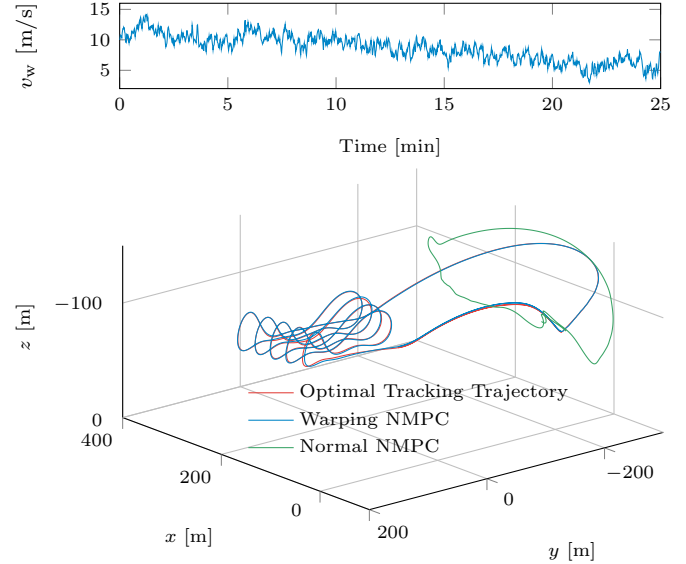 15
10
5
v_w [m/s]
0 5 10 15 20 25
Time [min]
−100
0
z [m]
Optimal Tracking Trajectory
Warping NMPC
Normal NMPC
400
200
0
x [m]
200
0
−200
y [m]